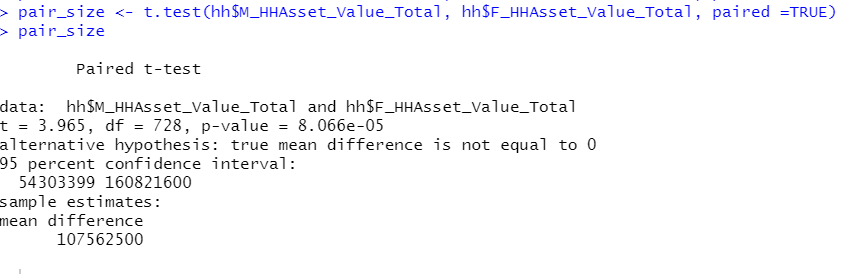 > pair_size <- t.test(hh$M_HHAsset_Value_Total, hh$F_HHAsset_Value_Total, paired =TRUE)
> pair_size
Paired t-test
data:  hh$M_HHAsset_Value_Total and hh$F_HHAsset_Value_Total
t = 3.965, df = 728, p-value = 8.066e-05
alternative hypothesis: true mean difference is not equal to 0
95 percent confidence interval:
54303399 160821600
sample estimates:
mean difference
107562500